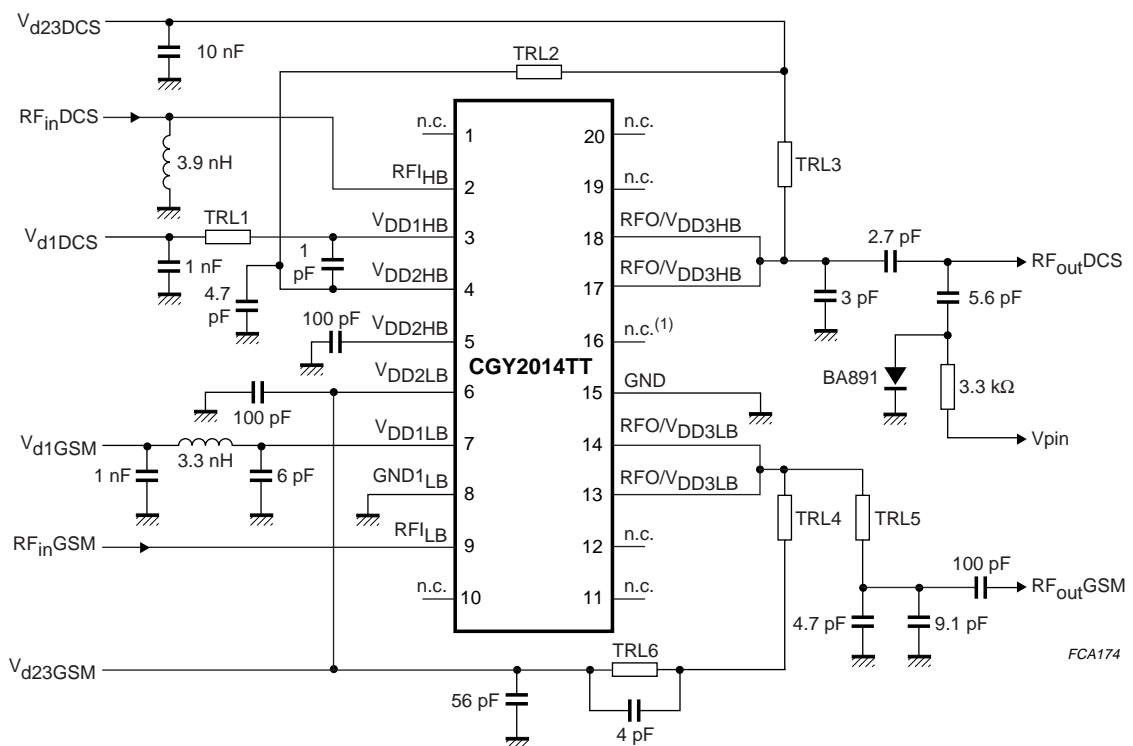 Vd23DCS
10 nF
TRL2
RFinDCS
n.c.
1
20
n.c.
3.9 nH
TRL3
RFIHB
2
19
n.c.
Vd1DCS
TRL1
VDD1HB
3
18
RFO/VDD3HB
2.7 pF
1 nF
1
pF
RFoutDCS
4.7
pF
VDD2HB
4
17
RFO/VDD3HB
3 pF
5.6 pF
100 pF
VDD2HB
5
16
n.c.(1)
CGY2014TT
BA891
3.3 kΩ
VDD2LB
6
15
GND
100 pF
Vd1GSM
VDD1LB
7
14
RFO/VDD3LB
Vpin
3.3 nH
1 nF
6 pF
GND1LB
8
13
RFO/VDD3LB
TRL4
TRL5
RFinGSM
RFILB
9
12
n.c.
100 pF
n.c.
10
11
n.c.
RFoutGSM
4.7 pF
9.1 pF
TRL6
Vd23GSM
FCA174
56 pF
4 pF